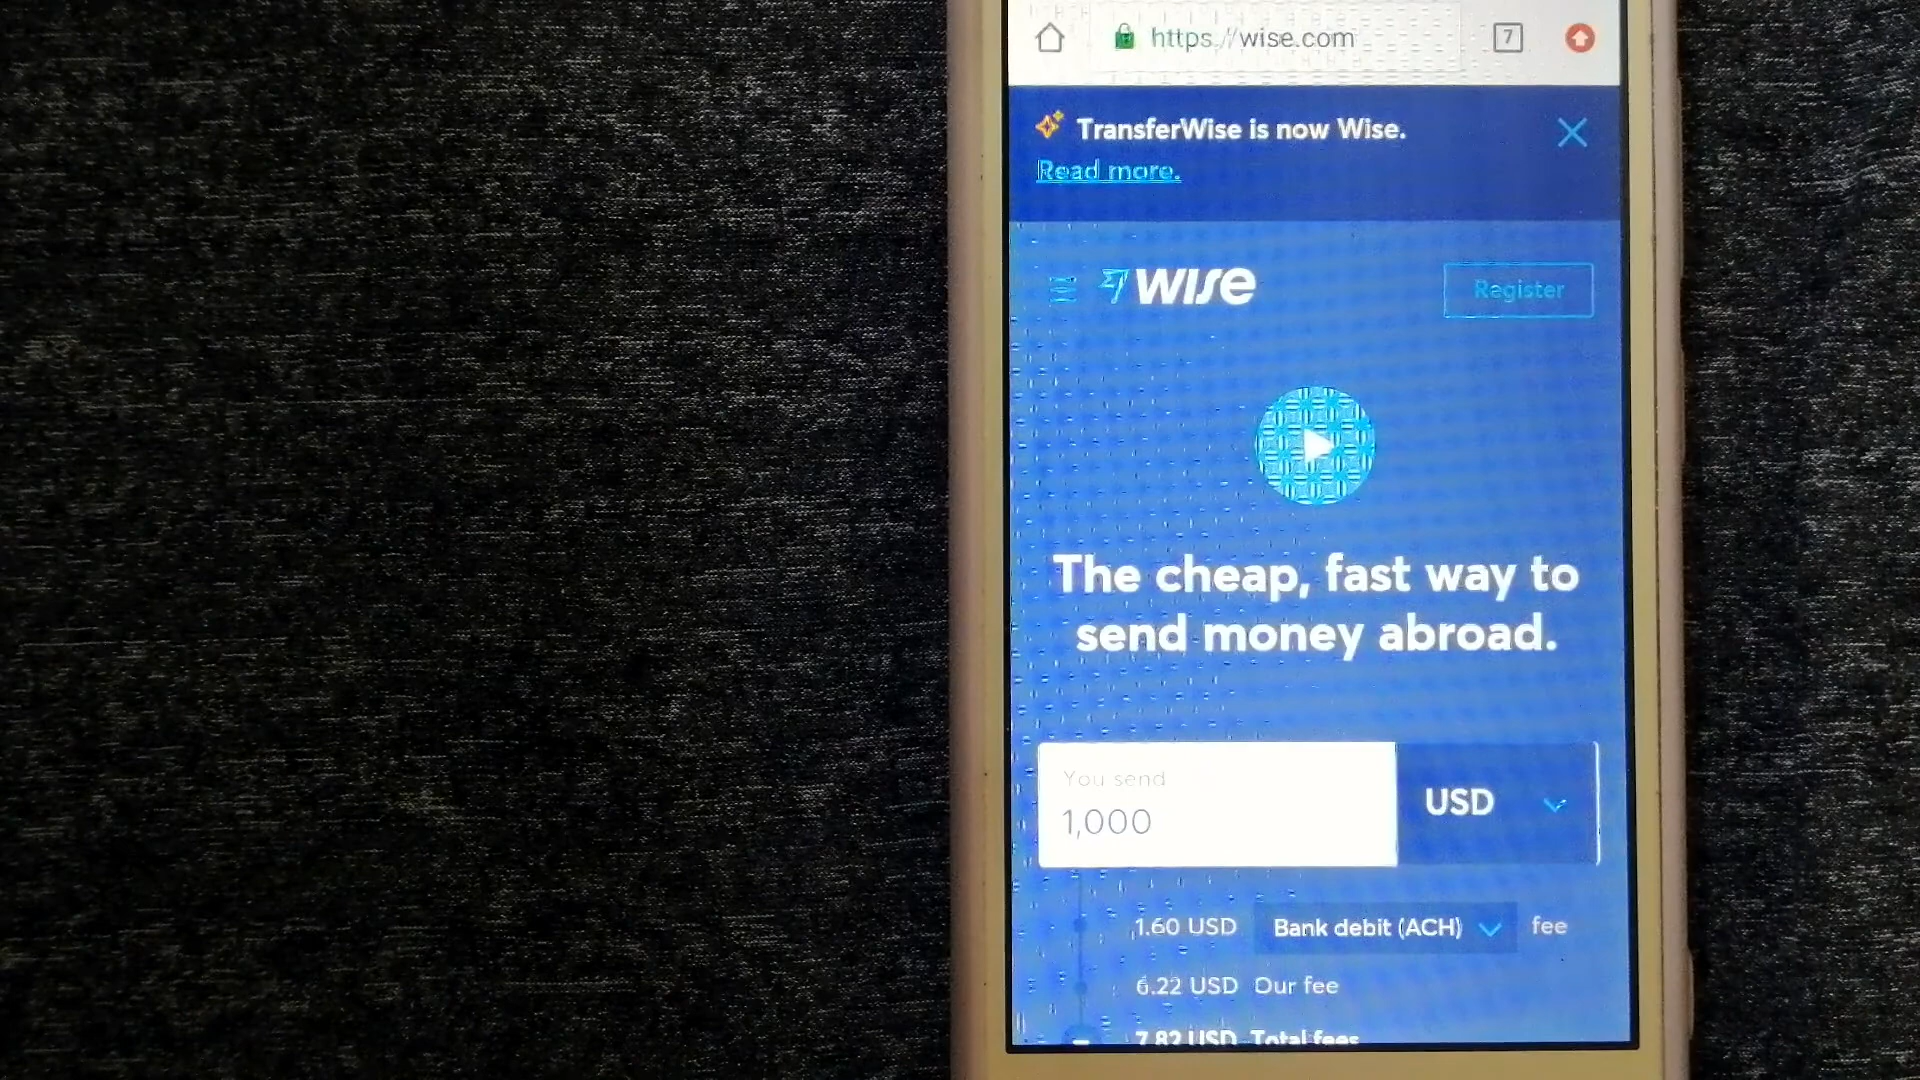 https://wise.com
7
TransferWise is now Wise.
Read more.
wise
Register
The cheap, fast way to
send money abroad.
You send
1,000
USD
1.60 USD Bank debit (ACH) fee
6.22 USD Our fee
7.82 USD Total fees